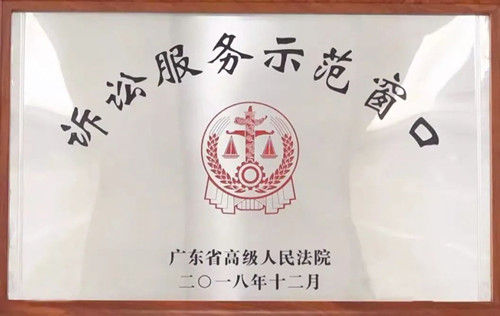 诉讼服务示范窗口
广东省高级人民法院
二〇一八年十二月